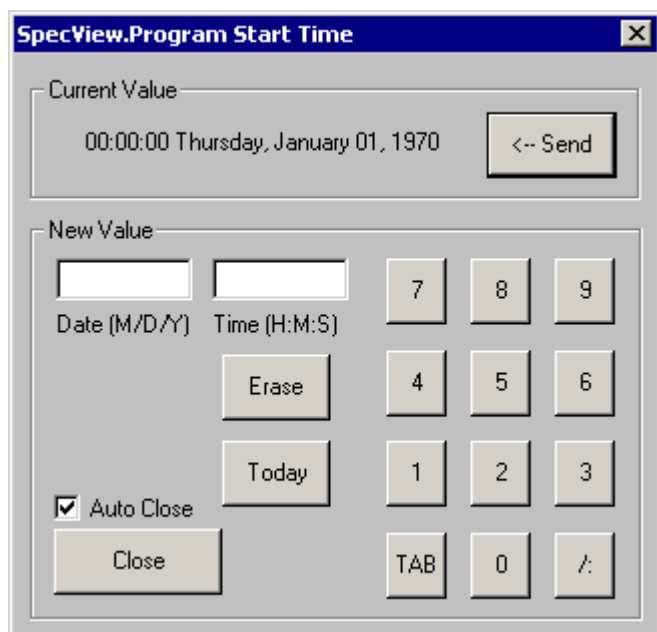 SpecView.Program Start Time
Current Value
00:00:00 Thursday, January 01, 1970
<-- Send
New Value
7 8 9
Date (M/D/Y) Time (H:M:S)
Erase 4 5 6
Today 1 2 3
Auto Close
Close TAB 0 /: